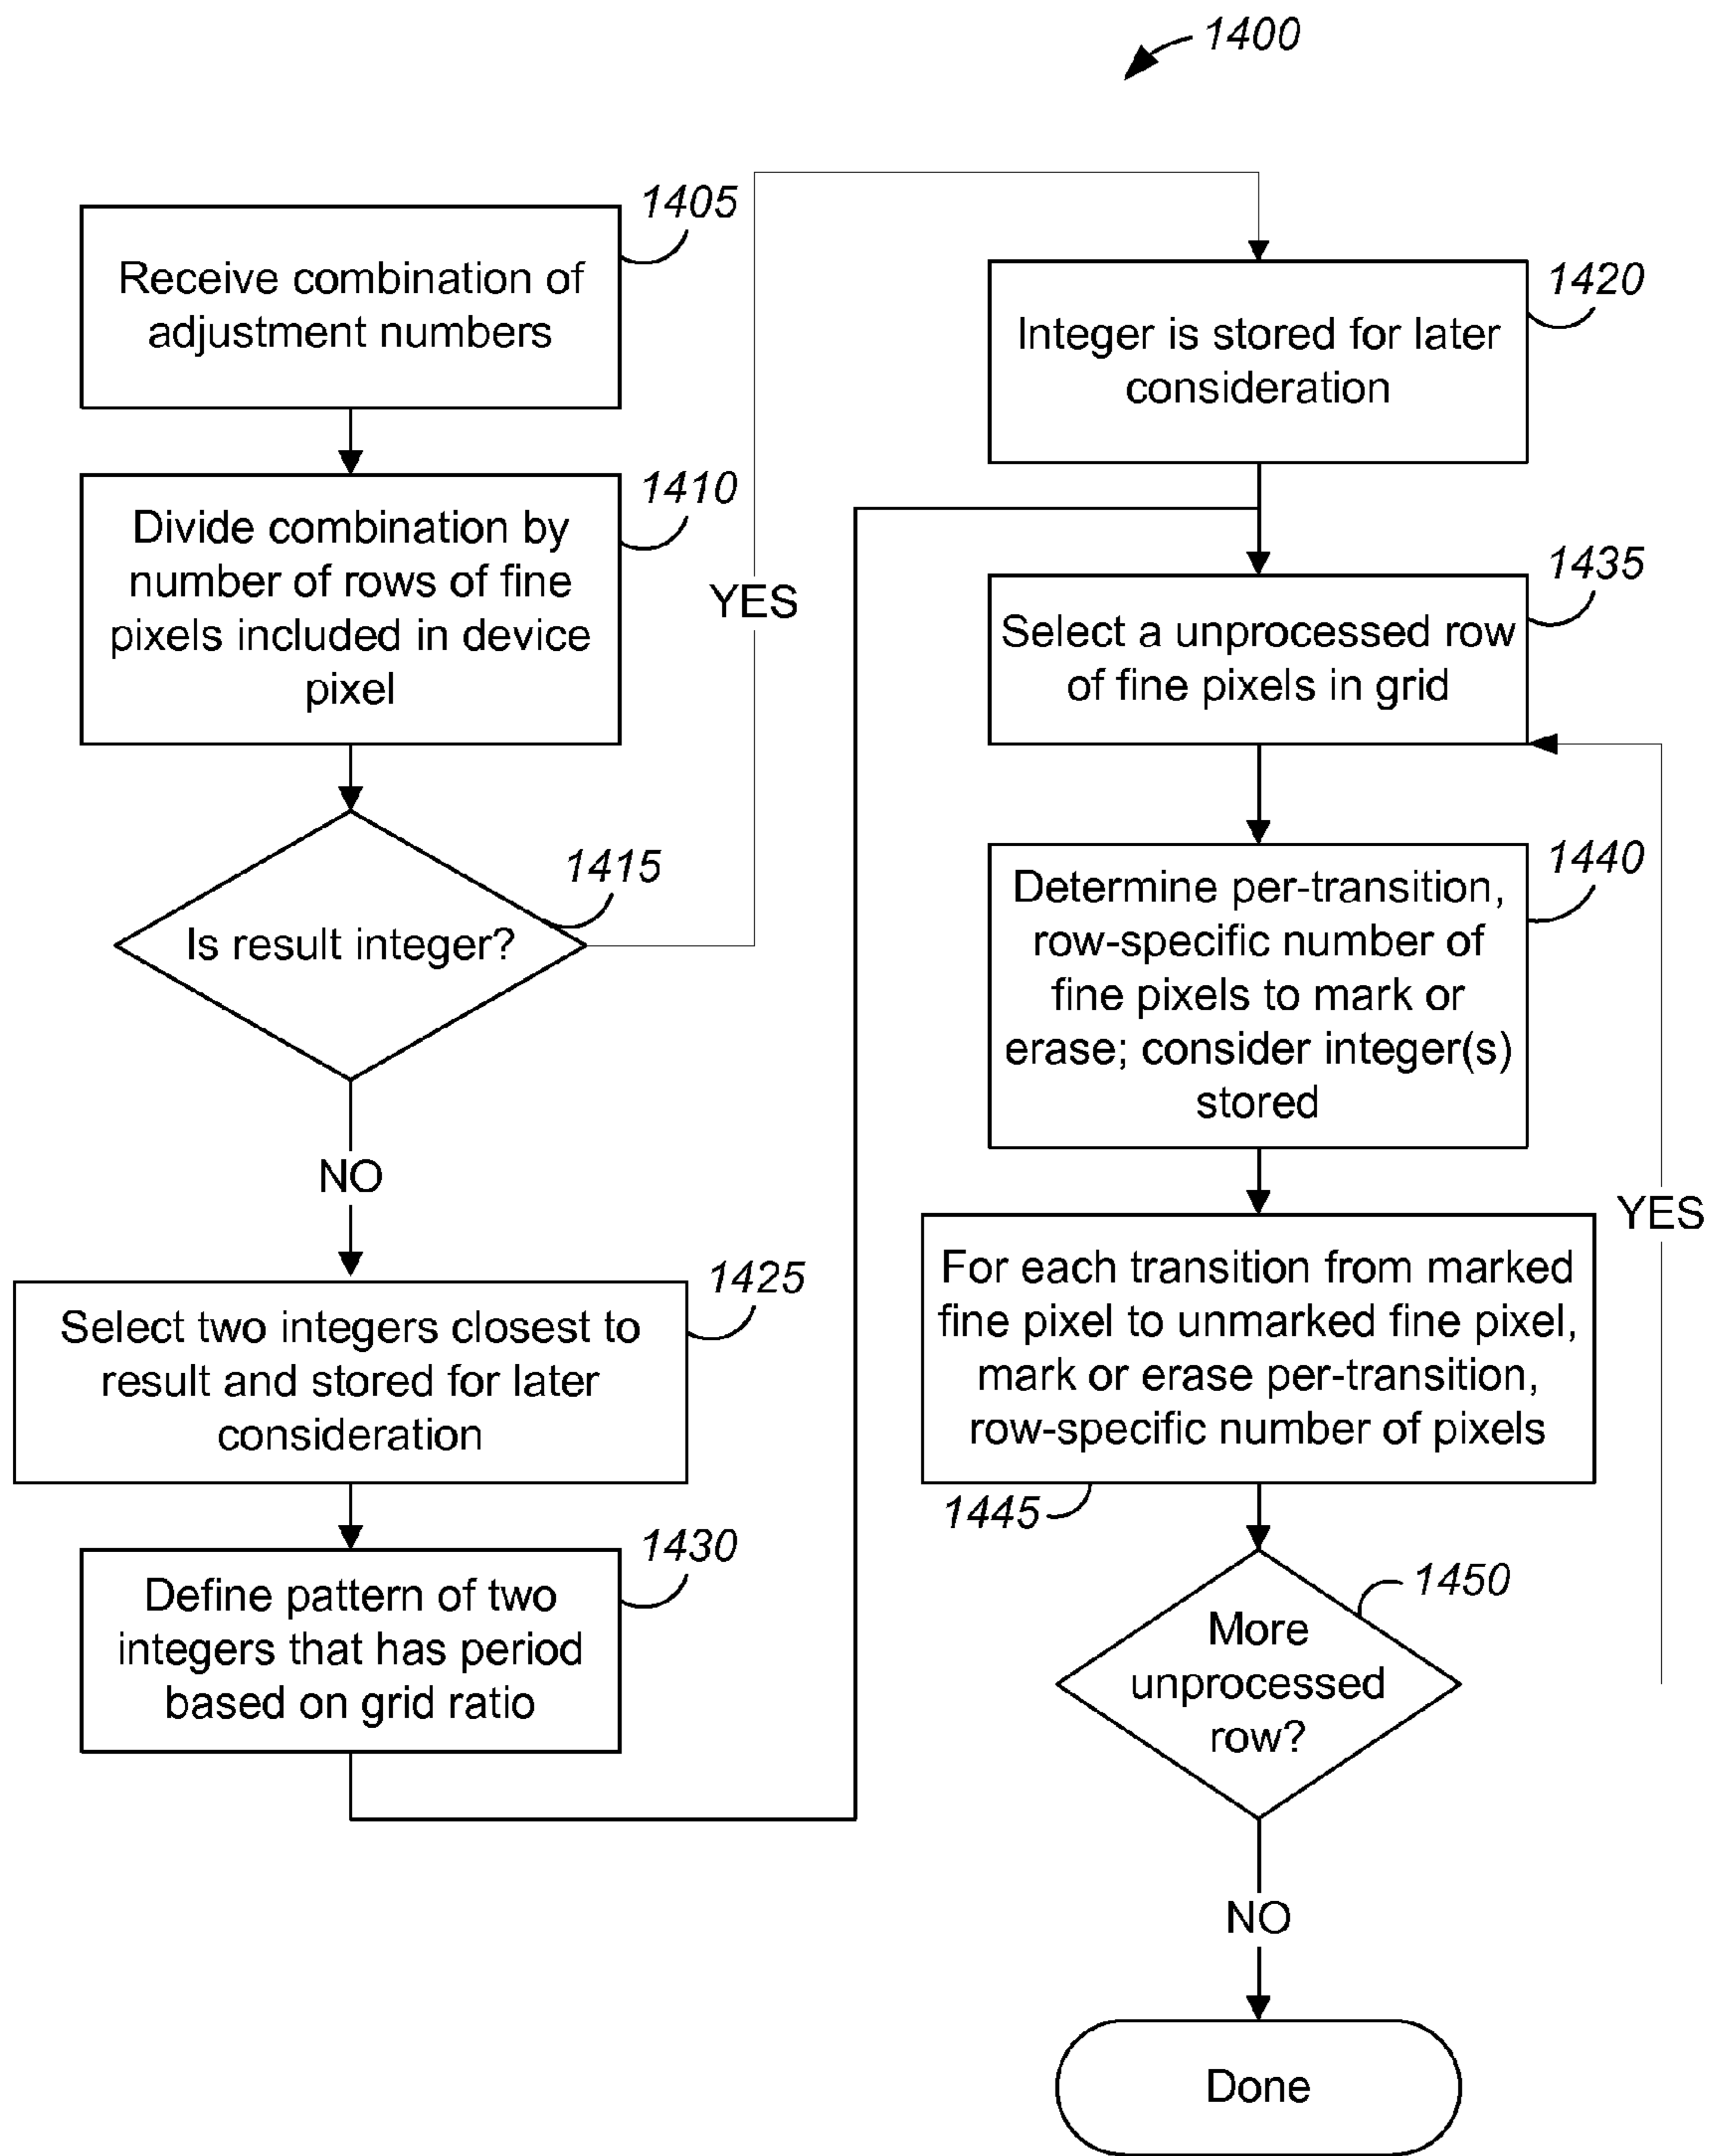 1400
1405
Receive combination of
adjustment numbers
1410
Divide combination by
number of rows of fine
pixels included in device
pixel
1415
Is result integer?
YES
NO
1425
Select two integers closest to
result and stored for later
consideration
1430
Define pattern of two
integers that has period
based on grid ratio
1420
Integer is stored for later
consideration
1435
Select a unprocessed row
of fine pixels in grid
1440
Determine per-transition,
row-specific number of
fine pixels to mark or
erase; consider integer(s)
stored
For each transition from marked
fine pixel to unmarked fine pixel,
mark or erase per-transition,
row-specific number of pixels
1445
1450
More
unprocessed
row?
YES
NO
Done